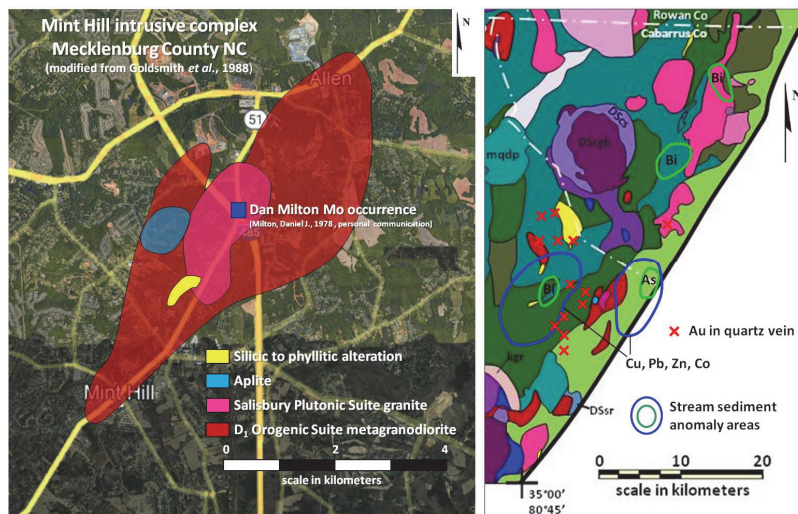 Mint Hill intrusive complex
Mecklenburg County NC
(modified from Goldsmith et al., 1988)
N
Allen
51
Dan Milton Mo occurrence
(Milton, Daniel J., 1978 , personal communication)
485
Silicic to phyllitic alteration
Aplite
Salisbury Plutonic Suite granite
D₁ Orogenic Suite metagranodiorite
Mint Hill
0 2 4
scale in kilometers
Rowan Co
Cabarrus Co
Bi
N
DScs
DScgb
mqdp
Bi
As
Bi
Au in quartz vein
kgr
Cu, Pb, Zn, Co
DSsr
Stream sediment
anomaly areas
0 10 20
scale in kilometers
35°00’
80°45’